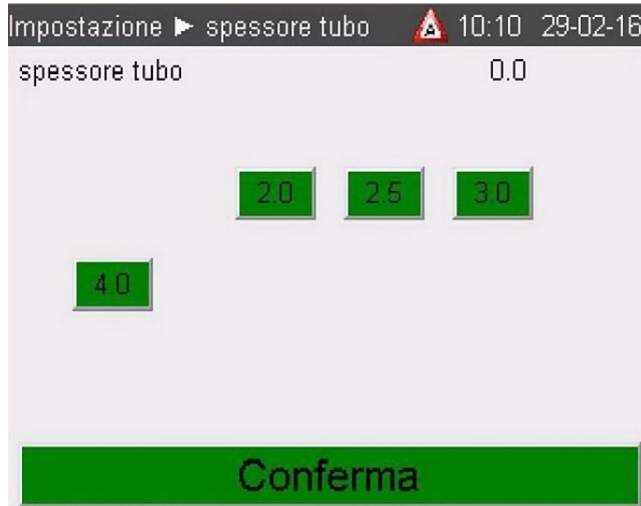 Impostazione ► spessore tubo A 10:10 29-02-16
spessore tubo 0.0
2.0 2.5 3.0
4.0
Conferma